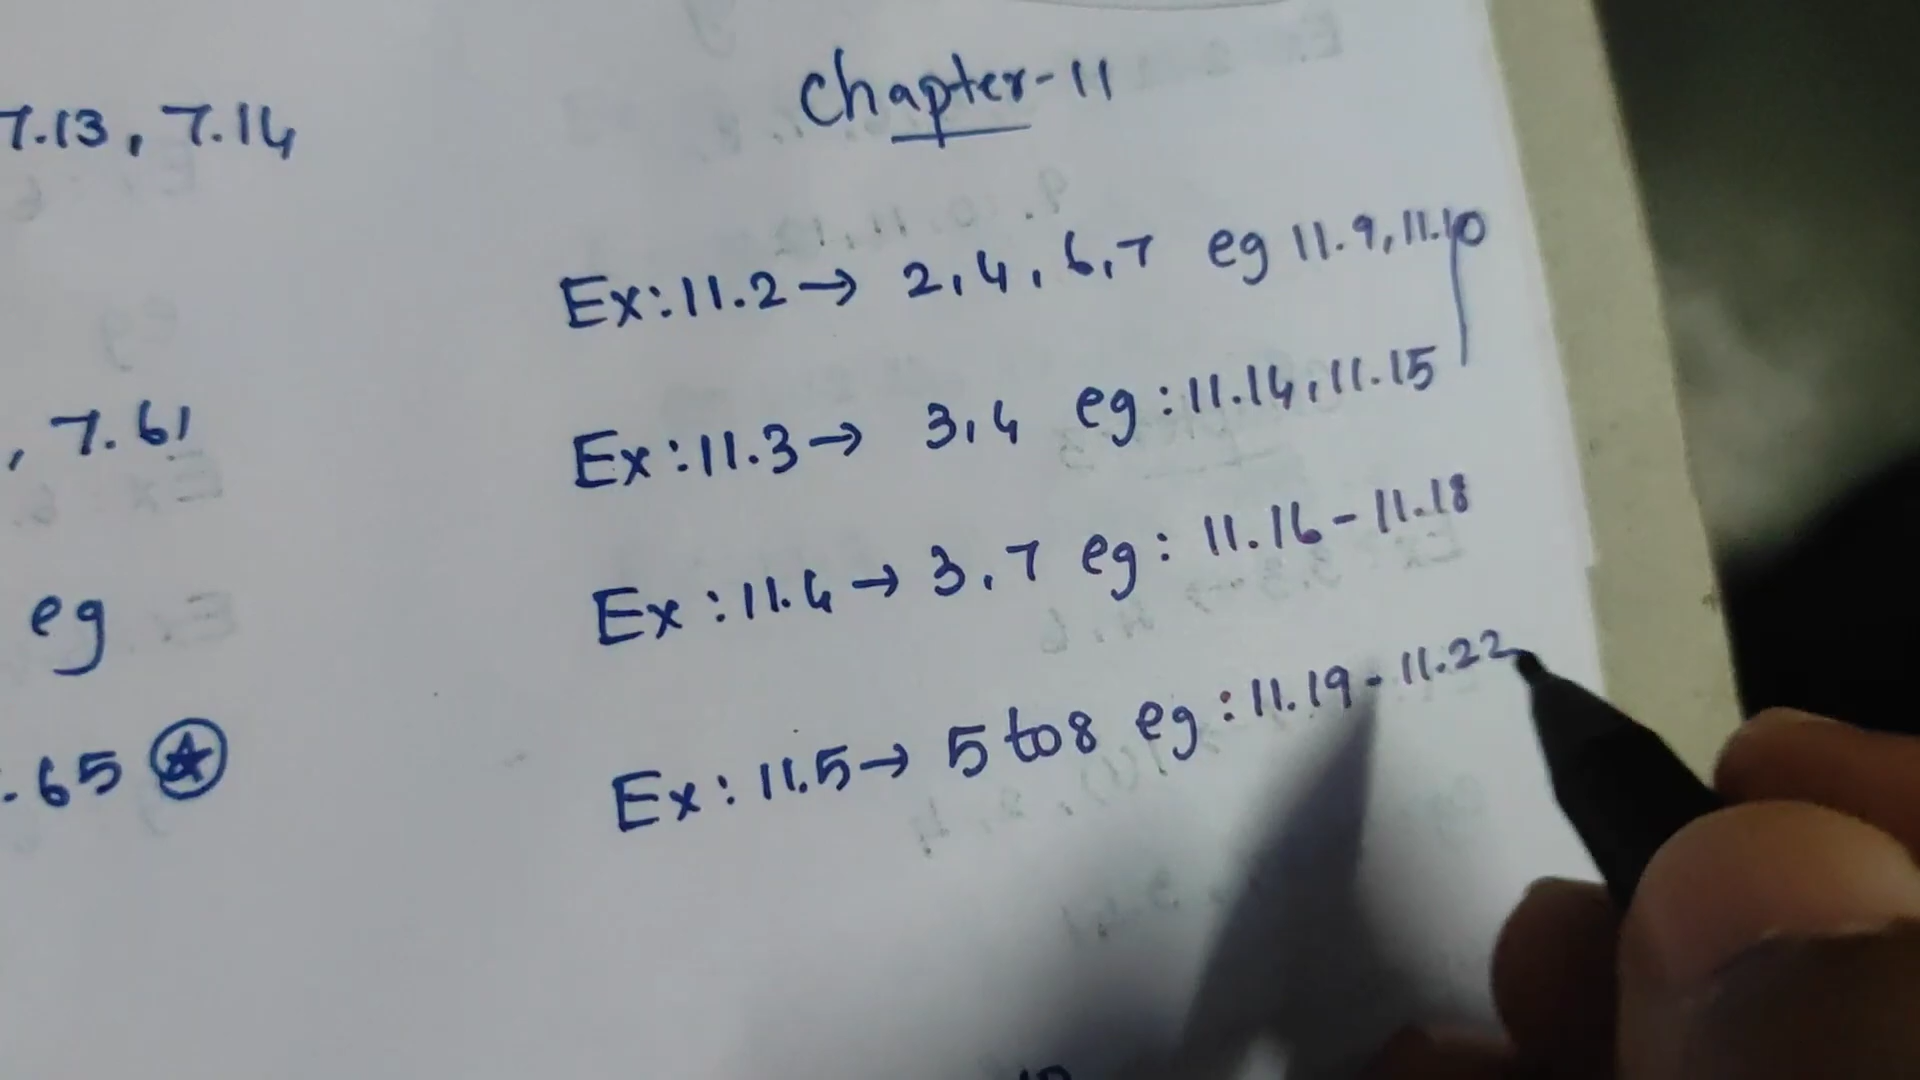 7.13, 7.14
, 7.61
eg
.65
Chapter-11
Ex:11.2→ 2,4,6,7 eg 11.9,11.10
Ex:11.3→ 3,4 eg:11.14,11.15
Ex:11.4→ 3,7 eg: 11.16-11.18
Ex:11.5→ 5 to 8 eg:11.19-11.22